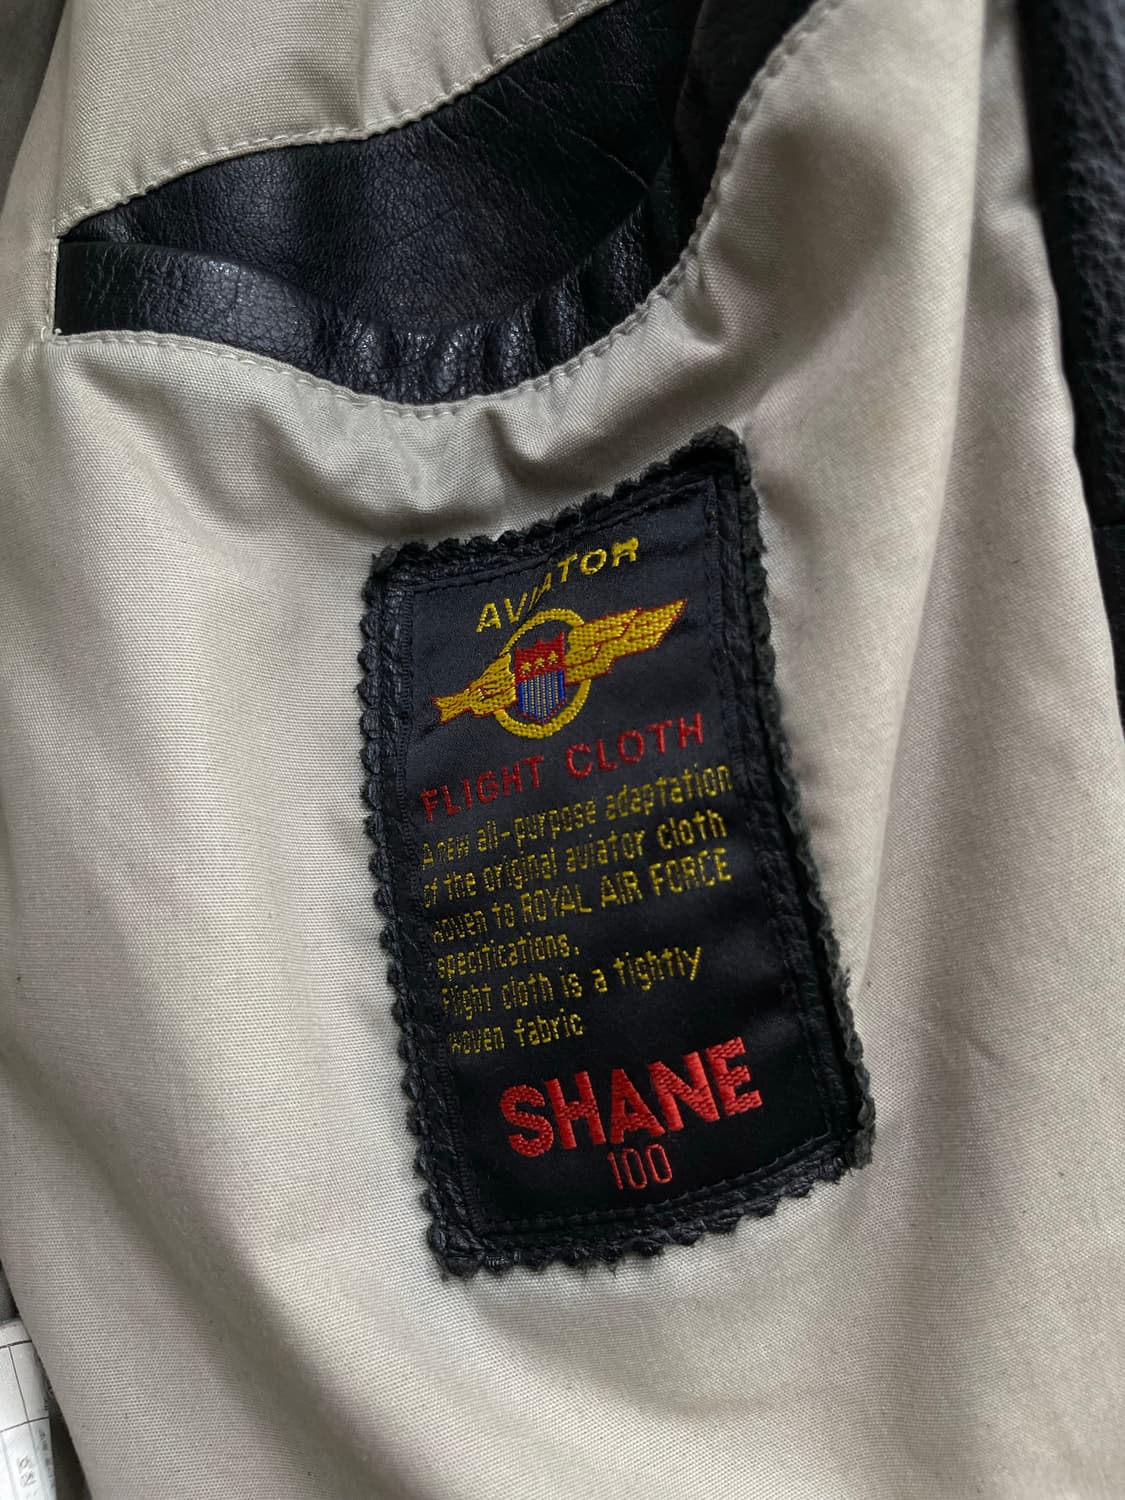 AVIATOR
FLIGHT CLOTH
A new all-purpose adaptation
of the original aviator cloth
woven to ROYAL AIR FORCE
specifications.
Flight cloth is a tightly
woven fabric
SHANE
100